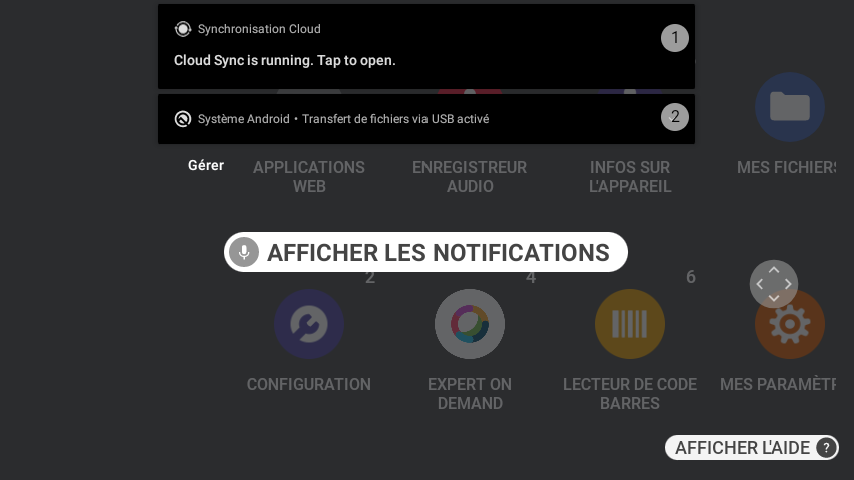 Synchronisation Cloud
1
Cloud Sync is running. Tap to open.
Système Android • Transfert de fichiers via USB activé
2
Gérer
APPLICATIONS
WEB
ENREGISTREUR
AUDIO
INFOS SUR
L'APPAREIL
MES FICHIERS
AFFICHER LES NOTIFICATIONS
2
4
6
CONFIGURATION
EXPERT ON
DEMAND
LECTEUR DE CODE
BARRES
MES PARAMÈTR
AFFICHER L'AIDE ?